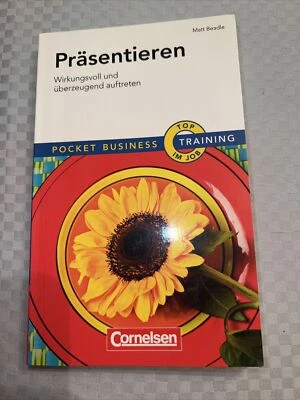 Matt Beadle
Präsentieren
Wirkungsvoll und
überzeugend auftreten
POCKET BUSINESS
TOP
TRAINING
IM JOB
Cornelsen